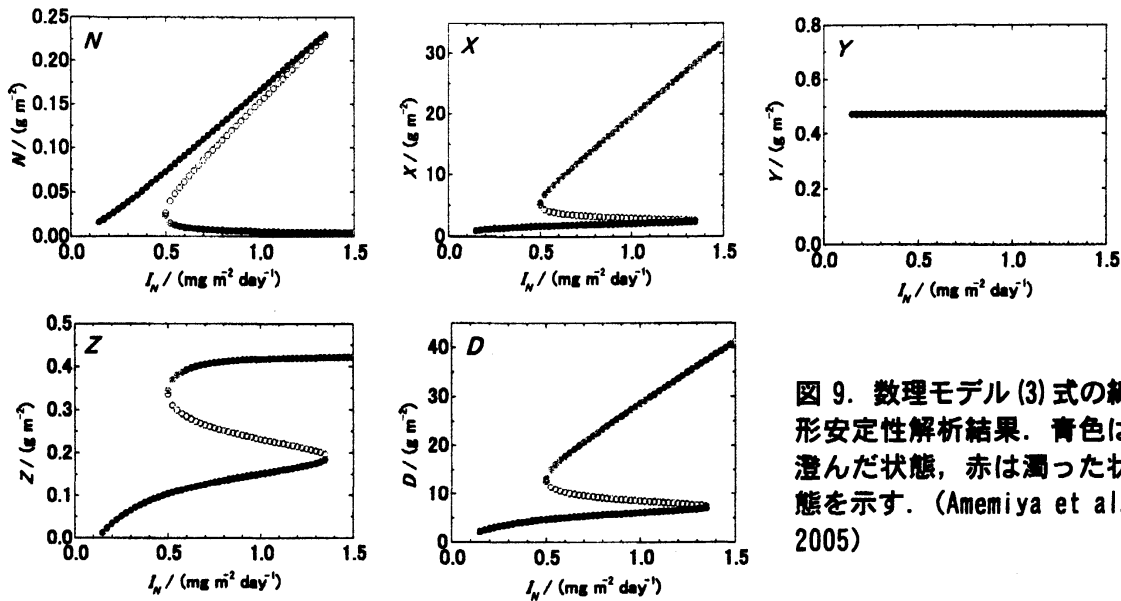 N
0.25
0.20
0.15
0.10
0.05
0.00
N / (g m⁻²)
0.0 0.5 1.0 1.5
I_N / (mg m⁻² day⁻¹)
X
30
20
10
0
X / (g m⁻²)
0.0 0.5 1.0 1.5
I_N / (mg m⁻² day⁻¹)
Y
0.8
0.6
0.4
0.2
0.0
Y / (g m⁻²)
0.0 0.5 1.0 1.5
I_N / (mg m⁻² day⁻¹)
Z
0.5
0.4
0.3
0.2
0.1
0.0
Z / (g m⁻²)
0.0 0.5 1.0 1.5
I_N / (mg m⁻² day⁻¹)
D
40
30
20
10
0
D / (g m⁻²)
0.0 0.5 1.0 1.5
I_N / (mg m⁻² day⁻¹)
図 9. 数理モデル(3)式の
形安定性解析結果. 青色は
澄んだ状態, 赤は濁った状
態を示す. (Amemiya et al.
2005)